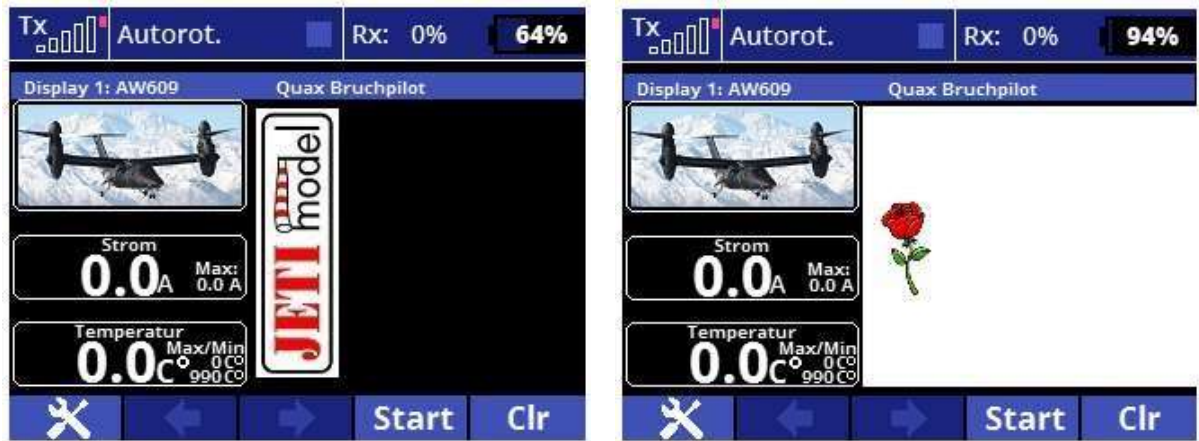 Tx Autorot. Rx: 0% 64%
Display 1: AW609 Quax Bruchpilot
JETI model
Strom
0.0A Max:
0.0 A
Temperatur
0.0C° Max/Min
0C°
990C°
Start Clr
Tx Autorot. Rx: 0% 94%
Display 1: AW609 Quax Bruchpilot
Strom
0.0A Max:
0.0 A
Temperatur
0.0C° Max/Min
0C°
990C°
Start Clr